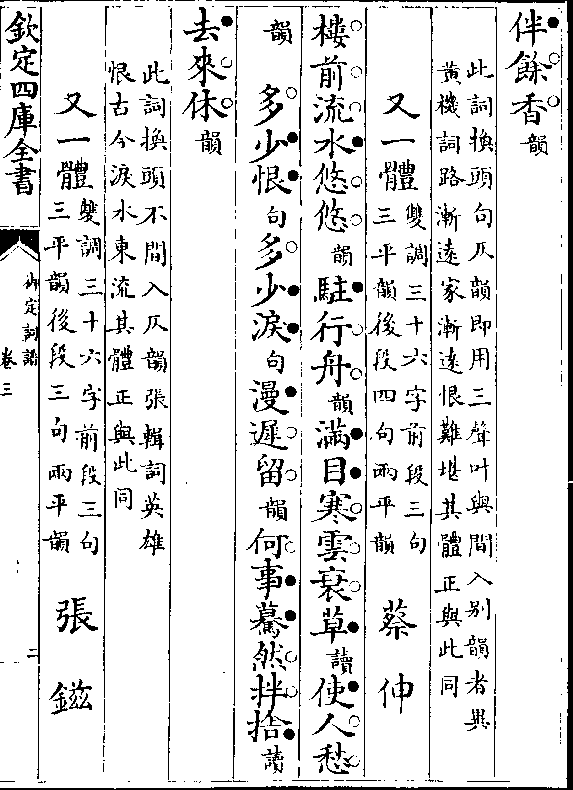 伴餘香韻
此詞換頭句仄韻即用三聲叶與間入別韻者異
黃機詞路漸遠家漸遠恨難堪其體正與此同
又一體雙調三十六字前段三句三平韻後段四句兩平韻 蔡伸
樓前流水悠悠韻駐行舟韻滿目寒雲衰草讀使人愁
韻 多少恨句多少淚句漫遲留韻何事驀然拌捨讀
去來休韻
此詞換頭不間入仄韻張輯詞英雄
恨古今淚水東流其體正與此同
又一體雙調三十六字前段三句三平韻後段三句兩平韻 張鎡
欽定四庫全書
御定詞譜
卷三
二